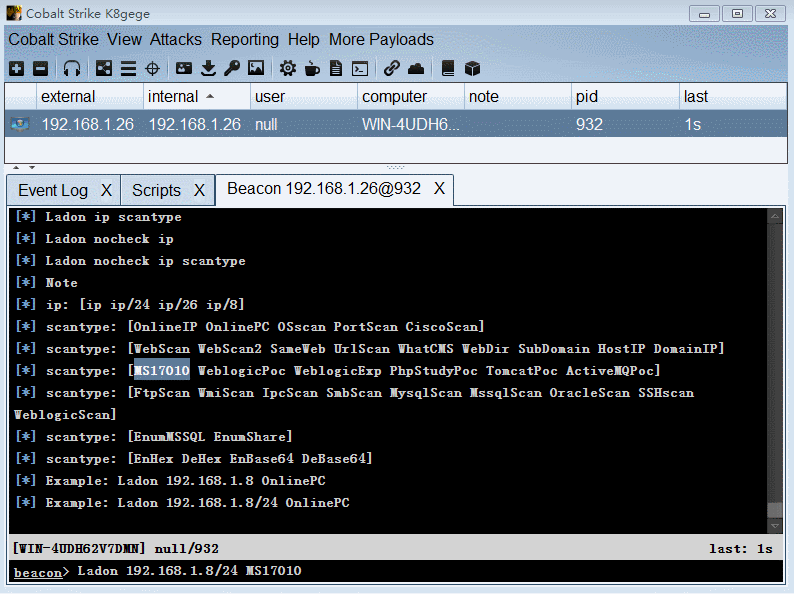 Cobalt Strike K8gege
Cobalt Strike View Attacks Reporting Help More Payloads
external internal user computer note pid last
192.168.1.26 192.168.1.26 null WIN-4UDH6... 932 1s
Event Log X Scripts X Beacon 192.168.1.26@932 X
[*] Ladon ip scantype
[*] Ladon nocheck ip
[*] Ladon nocheck ip scantype
[*] Note
[*] ip: [ip ip/24 ip/26 ip/8]
[*] scantype: [OnlineIP OnlinePC OSscan PortScan CiscoScan]
[*] scantype: [WebScan WebScan2 SameWeb UrlScan WhatCMS WebDir SubDomain HostIP DomainIP]
[*] scantype: [MS17010 WeblogicPoc WeblogicExp PhpStudyPoc TomcatPoc ActiveMQPoc]
[*] scantype: [FtpScan WmiScan IpcScan SmbScan MysqlScan MssqlScan OracleScan SSHscan
WeblogicScan]
[*] scantype: [EnumMSSQL EnumShare]
[*] scantype: [EnHex DeHex EnBase64 DeBase64]
[*] Example: Ladon 192.168.1.8 OnlinePC
[*] Example: Ladon 192.168.1.8/24 OnlinePC
[WIN-4UDH62V7DMN] null/932 last: 1s
beacon> Ladon 192.168.1.8/24 MS17010